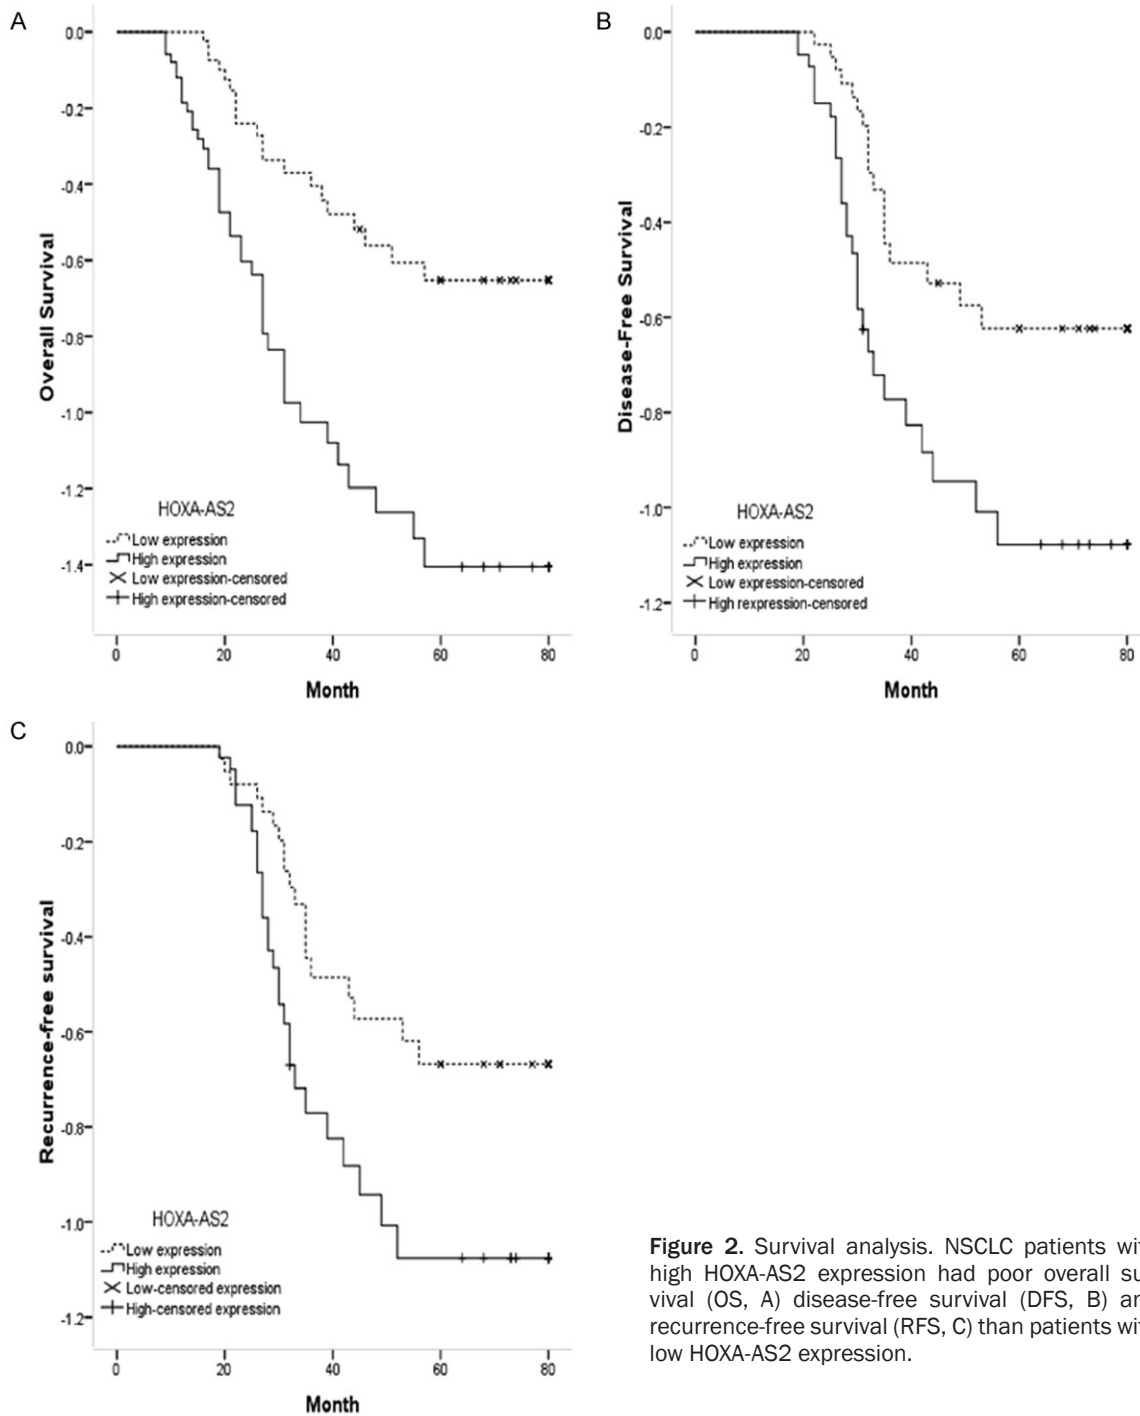 A
0.0
-0.2
-0.4
-0.6
-0.8
-1.0
-1.2
-1.4
Overall Survival
HOXA-AS2
Low expression
High expression
Low expression-censored
High expression-censored
0 20 40 60 80
Month
B
0.0
-0.2
-0.4
-0.6
-0.8
-1.0
-1.2
Disease-Free Survival
HOXA-AS2
Low expression
High expression
Low expression-censored
High rexpression-censored
0 20 40 60 80
Month
C
0.0
-0.2
-0.4
-0.6
-0.8
-1.0
-1.2
Recurrence-free survival
HOXA-AS2
Low expression
High expression
Low-censored expression
High-censored expression
0 20 40 60 80
Month
Figure 2. Survival analysis. NSCLC patients wit
high HOXA-AS2 expression had poor overall su
vival (OS, A) disease-free survival (DFS, B) an
recurrence-free survival (RFS, C) than patients wit
low HOXA-AS2 expression.